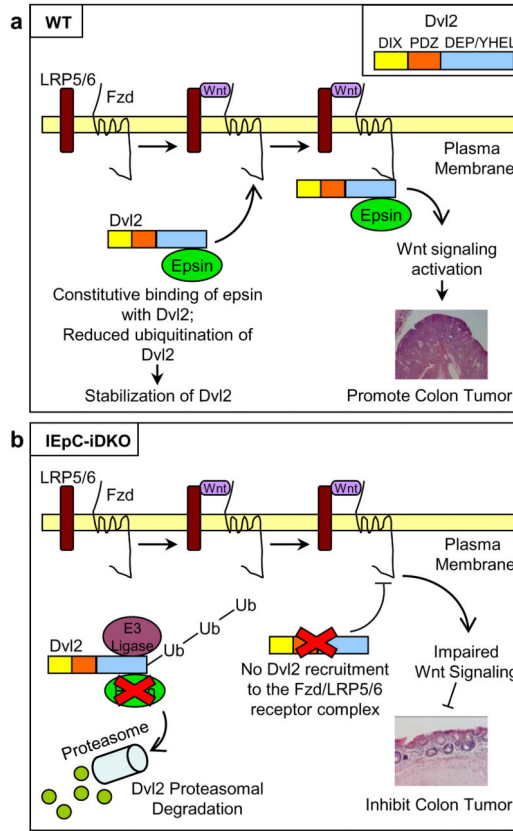 a
WT
Dvl2
DIX PDZ DEP/YHEL
LRP5/6
Fzd
Wnt
Wnt
Plasma
Membrane
Dvl2
Epsin
Epsin
Constitutive binding of epsin
with Dvl2;
Reduced ubiquitination of
Dvl2
Stabilization of Dvl2
Wnt signaling
activation
Promote Colon Tumor
b
IEpC-iDKO
LRP5/6
Fzd
Wnt
Wnt
Plasma
Membrane
E3
Ligase
Ub
Ub
Ub
Dvl2
No Dvl2 recruitment
to the Fzd/LRP5/6
receptor complex
Impaired
Wnt Signaling
Proteasome
Dvl2 Proteasomal
Degradation
Inhibit Colon Tumor